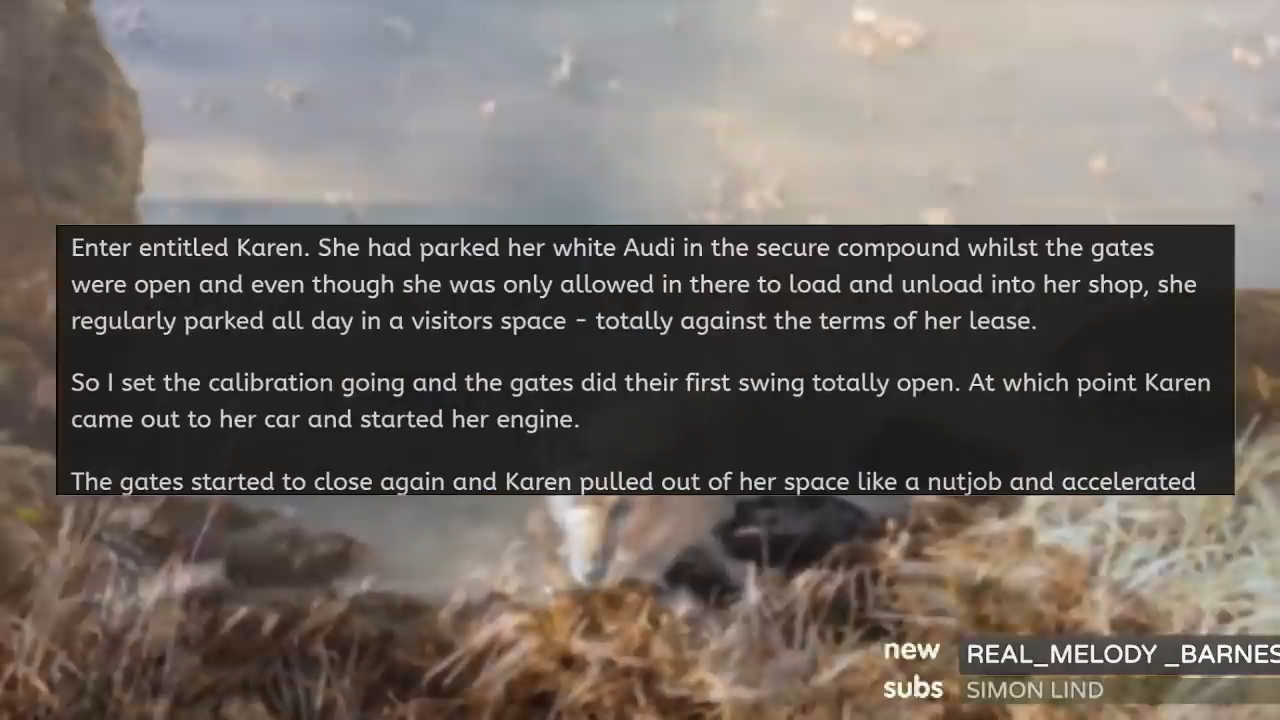 Enter entitled Karen. She had parked her white Audi in the secure compound whilst the gates
were open and even though she was only allowed in there to load and unload into her shop, she
regularly parked all day in a visitors space - totally against the terms of her lease.
So I set the calibration going and the gates did their first swing totally open. At which point Karen
came out to her car and started her engine.
The gates started to close again and Karen pulled out of her space like a nutjob and accelerated
new
subs
REAL_MELODY _BARNES
SIMON LIND